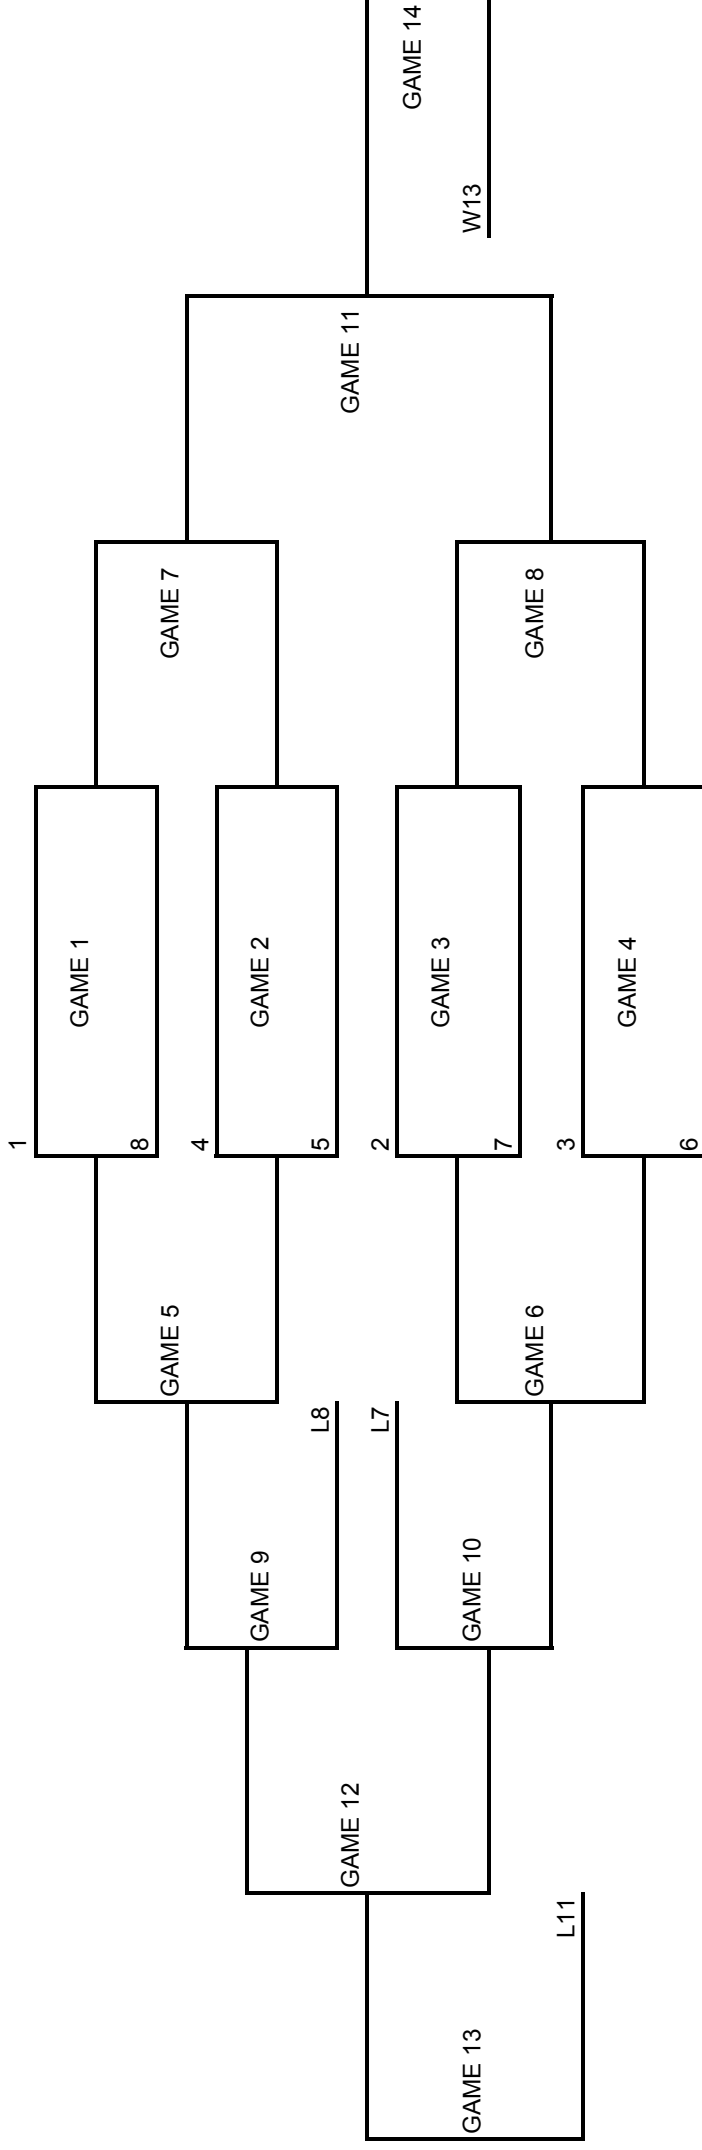 GAME 14
W13
GAME 11
GAME 7
GAME 8
GAME 1
GAME 2
GAME 3
GAME 4
1
8
4
5
2
7
3
6
GAME 5
GAME 6
L8
L7
GAME 9
GAME 10
GAME 12
L11
GAME 13